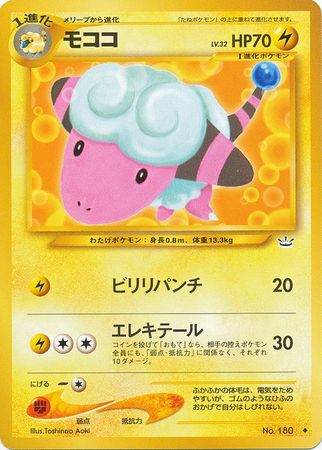 1進化
メリープから進化
「たねポケモン」の上に重ねて進化させます。
モココ
LV.32 HP70
1進化ポケモン
わたげポケモン:身長0.8m、体重13.3kg
ビリリパンチ 20
エレキテール 30
コインを投げて「おもて」なら、相手の控えポケモン
全員にも、「弱点・抵抗力」に関係なく、それぞれ
10ダメージ。
にげる
弱点 抵抗力
ふかふかの体毛は、電気をため
やすいが、ゴムのようなひふの
おかげで自分はしびれない。
Illus.Toshinao Aoki
No. 180